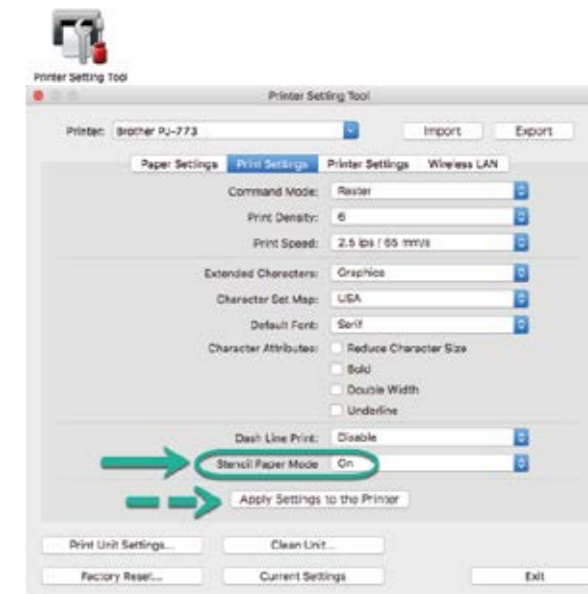 Printer Setting Tool
Printer Setting Tool
Printer: Brother PJ-773 Import Export
Paper Settings Print Settings Printer Settings Wireless LAN
Command Mode: Raster
Print Density: 6
Print Speed: 2.5 ips / 65 mm/s
Extended Characters: Graphics
Character Set Map: USA
Default Font: Serif
Character Attributes: Reduce Character Size
Bold
Double Width
Underline
Dash Line Print: Disable
Stencil Paper Mode On
Apply Settings to the Printer
Print Unit Settings... Clean Unit...
Factory Reset... Current Settings Exit